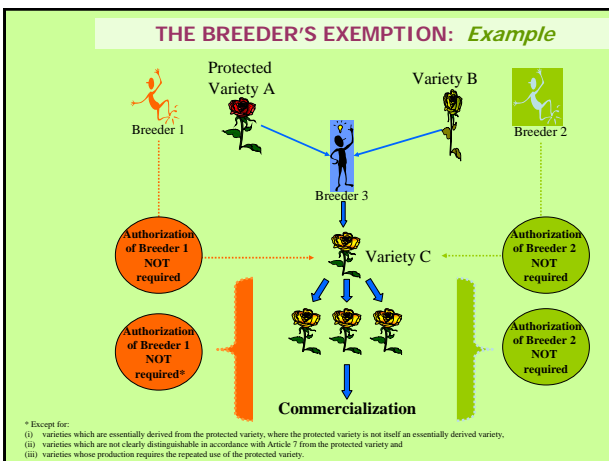 THE BREEDER'S EXEMPTION: Example
Protected
Variety A
Variety B
Breeder 1
Breeder 2
Breeder 3
Authorization
of Breeder 1
NOT
required
Variety C
Authorization
of Breeder 2
NOT
required
Authorization
of Breeder 1
NOT
required*
Authorization
of Breeder 2
NOT
required
Commercialization
* Except for:
(i) varieties which are essentially derived from the protected variety, where the protected variety is not itself an essentially derived variety,
(ii) varieties which are not clearly distinguishable in accordance with Article 7 from the protected variety and
(iii) varieties whose production requires the repeated use of the protected variety.